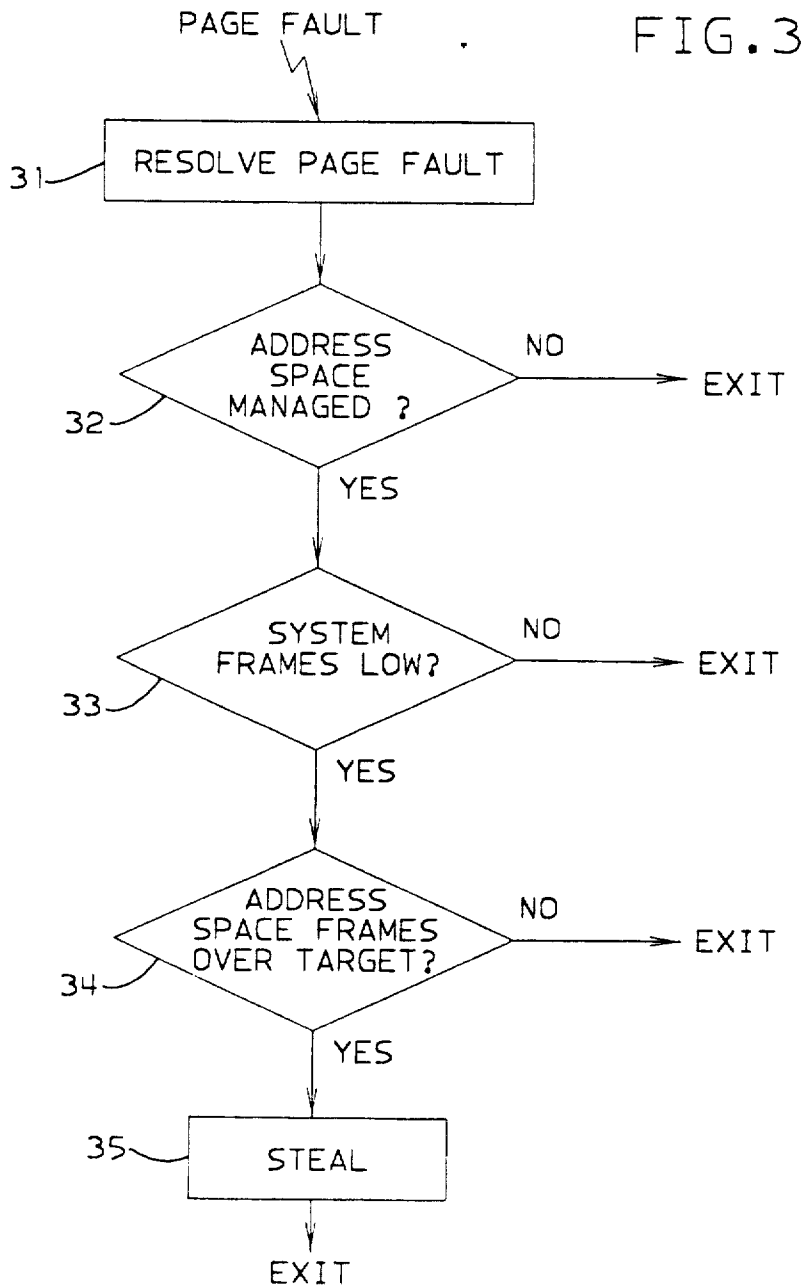 PAGE FAULT
FIG.3
31
RESOLVE PAGE FAULT
ADDRESS
SPACE
MANAGED ?
NO
EXIT
32
YES
SYSTEM
FRAMES LOW?
NO
EXIT
33
YES
ADDRESS
SPACE FRAMES
OVER TARGET?
NO
EXIT
34
YES
35
STEAL
EXIT